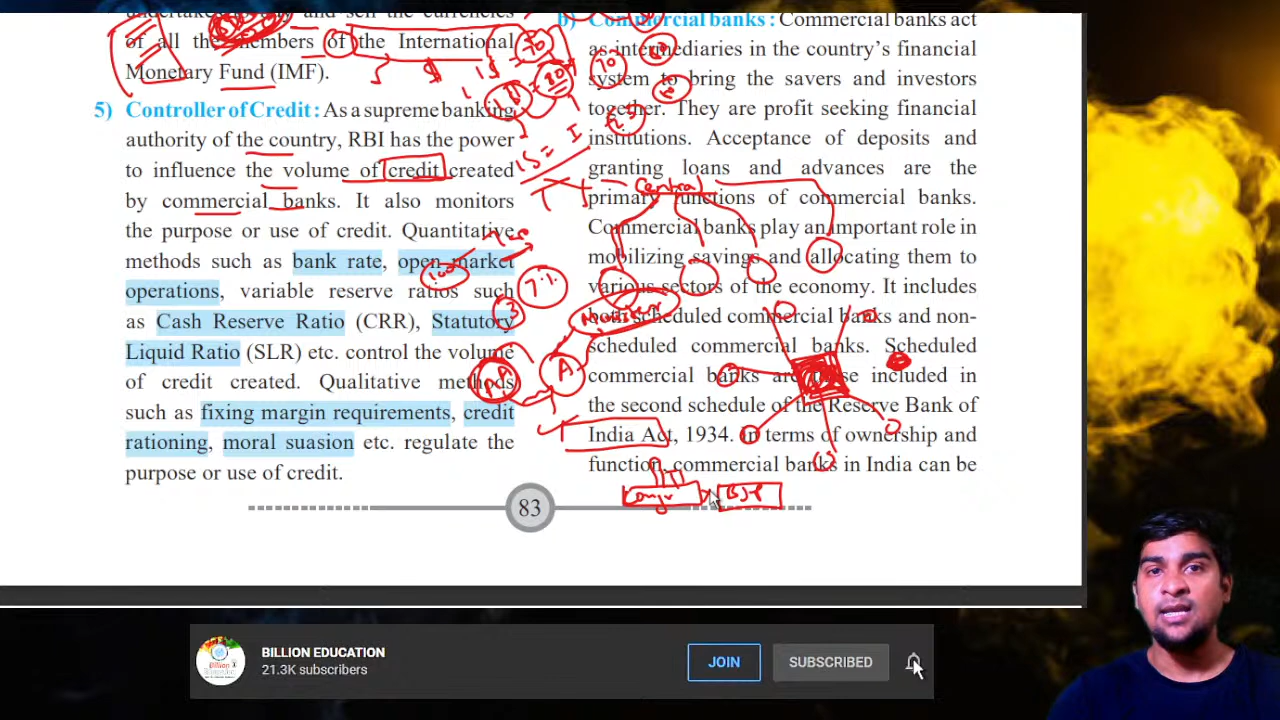 undertakes to buy and sell the currencies
of all the members of the International
Monetary Fund (IMF).
5) Controller of Credit : As a supreme banking
authority of the country, RBI has the power
to influence the volume of credit created
by commercial banks. It also monitors
the purpose or use of credit. Quantitative
methods such as bank rate, open market
operations, variable reserve ratios such
as Cash Reserve Ratio (CRR), Statutory
Liquid Ratio (SLR) etc. control the volume
of credit created. Qualitative methods
such as fixing margin requirements, credit
rationing, moral suasion etc. regulate the
purpose or use of credit.
b) Commercial banks : Commercial banks act
as intermediaries in the country's financial
system to bring the savers and investors
together. They are profit seeking financial
institutions. Acceptance of deposits and
granting loans and advances are the
primary functions of commercial banks.
Commercial banks play an important role in
mobilizing savings and allocating them to
various sectors of the economy. It includes
both scheduled commercial banks and non-
scheduled commercial banks. Scheduled
commercial banks are those included in
the second schedule of the Reserve Bank of
India Act, 1934. In terms of ownership and
function, commercial banks in India can be
Central
7%
A
BJP
83
BILLION EDUCATION
21.3K subscribers
JOIN
SUBSCRIBED